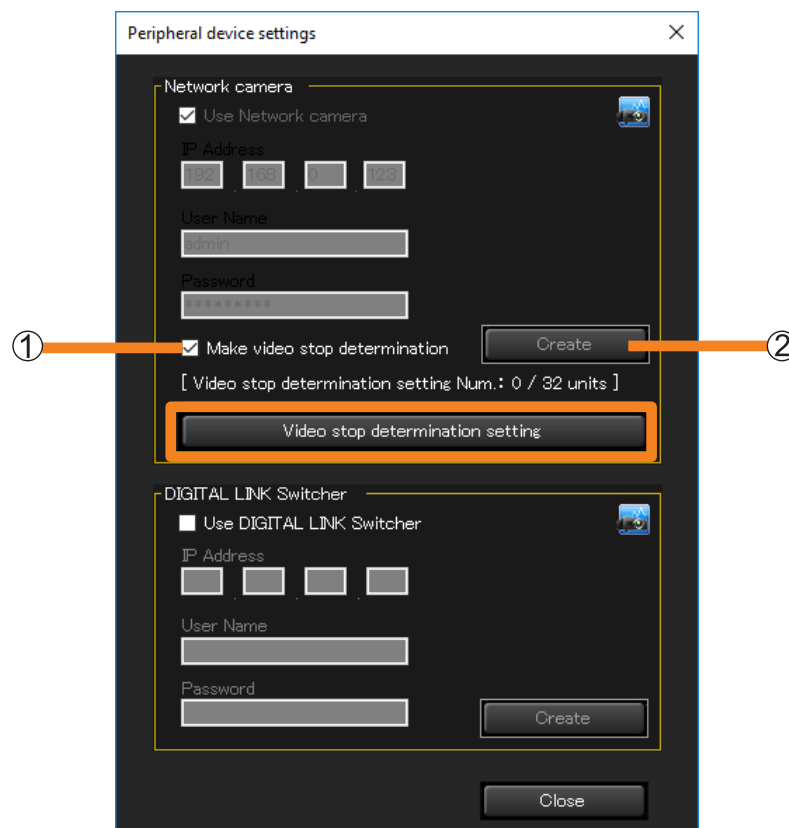 Peripheral device settings
Network camera
Use Network camera
IP Address
192 . 168 . 0 . 123
User Name
admin
Password
*********
① Make video stop determination Create ②
[ Video stop determination setting Num.: 0 / 32 units ]
Video stop determination setting
DIGITAL LINK Switcher
Use DIGITAL LINK Switcher
IP Address
. . .
User Name
Password
Create
Close